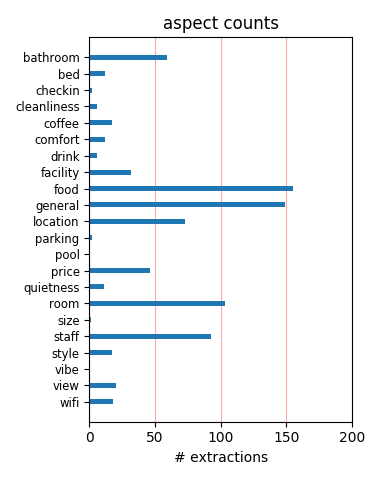 aspect counts
bathroom
bed
checkin
cleanliness
coffee
comfort
drink
facility
food
general
location
parking
pool
price
quietness
room
size
staff
style
vibe
view
wifi
0 50 100 150 200
# extractions